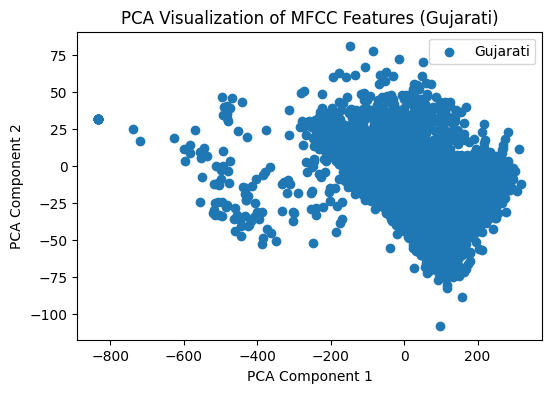 PCA Visualization of MFCC Features (Gujarati)
Gujarati
75
50
25
0
−25
−50
−75
−100
PCA Component 2
−800 −600 −400 −200 0 200
PCA Component 1